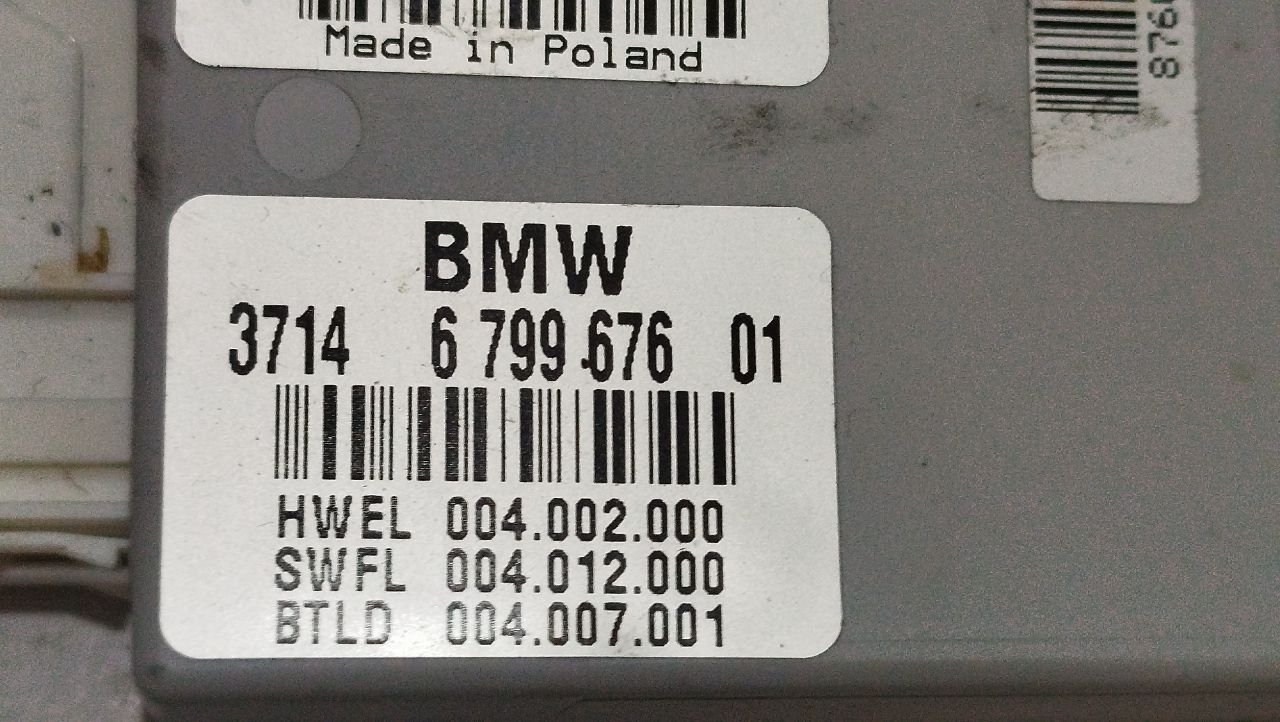 Made in Poland
876
BMW
3714 6 799 676 01
HWEL 004.002.000
SWFL 004.012.000
BTLD 004.007.001